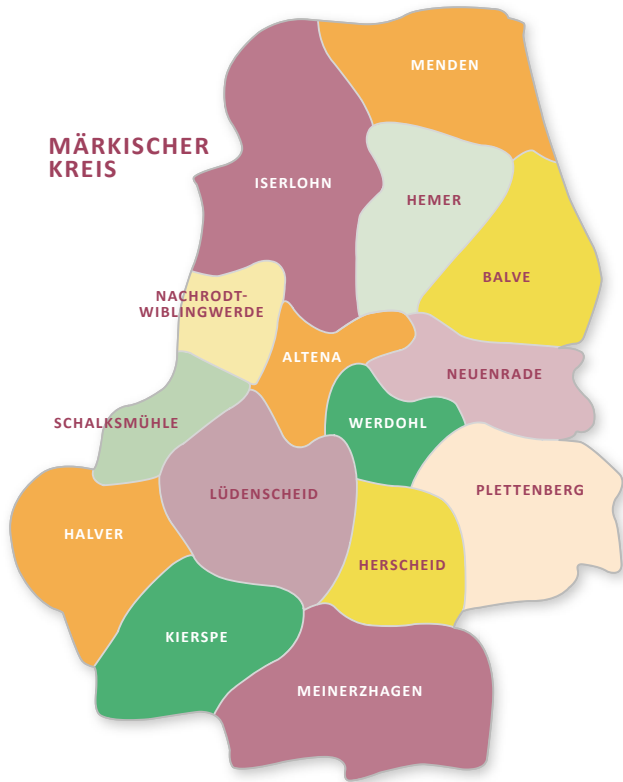 MENDEN
MÄRKISCHER
KREIS
ISERLOHN
HEMER
BALVE
NACHRODT-
WIBLINGWERDE
ALTENA
NEUENRADE
SCHALKSMÜHLE
WERDOHL
LÜDENSCHEID
PLETTENBERG
HALVER
HERSCHEID
KIERSPE
MEINERZHAGEN